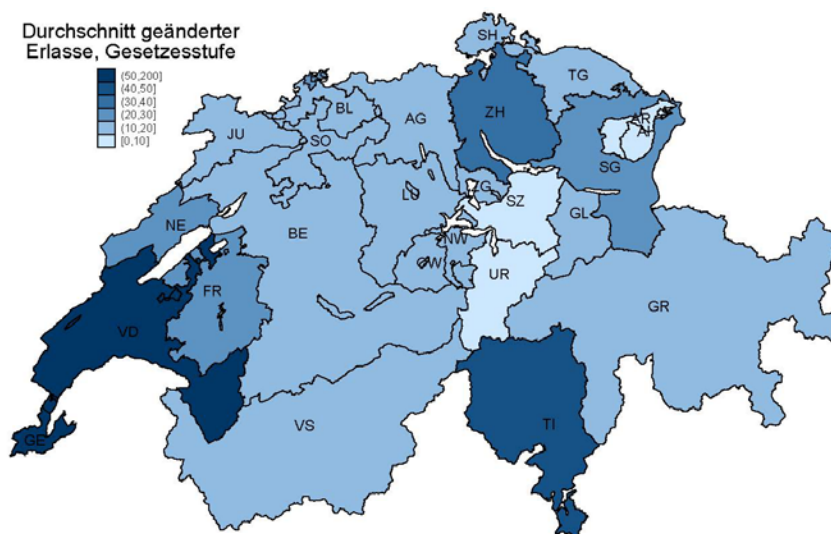 Durchschnitt geänderter
Erlasse, Gesetzesstufe
(50,200]
(40,50]
(30,40]
(20,30]
(10,20]
[0,10]
SH
TG
BL
AG
ZH
JU
SO
AR
AI
SG
LU
ZG
SZ
NE
BE
GL
NW
OW
UR
FR
GR
VD
TI
VS
GE